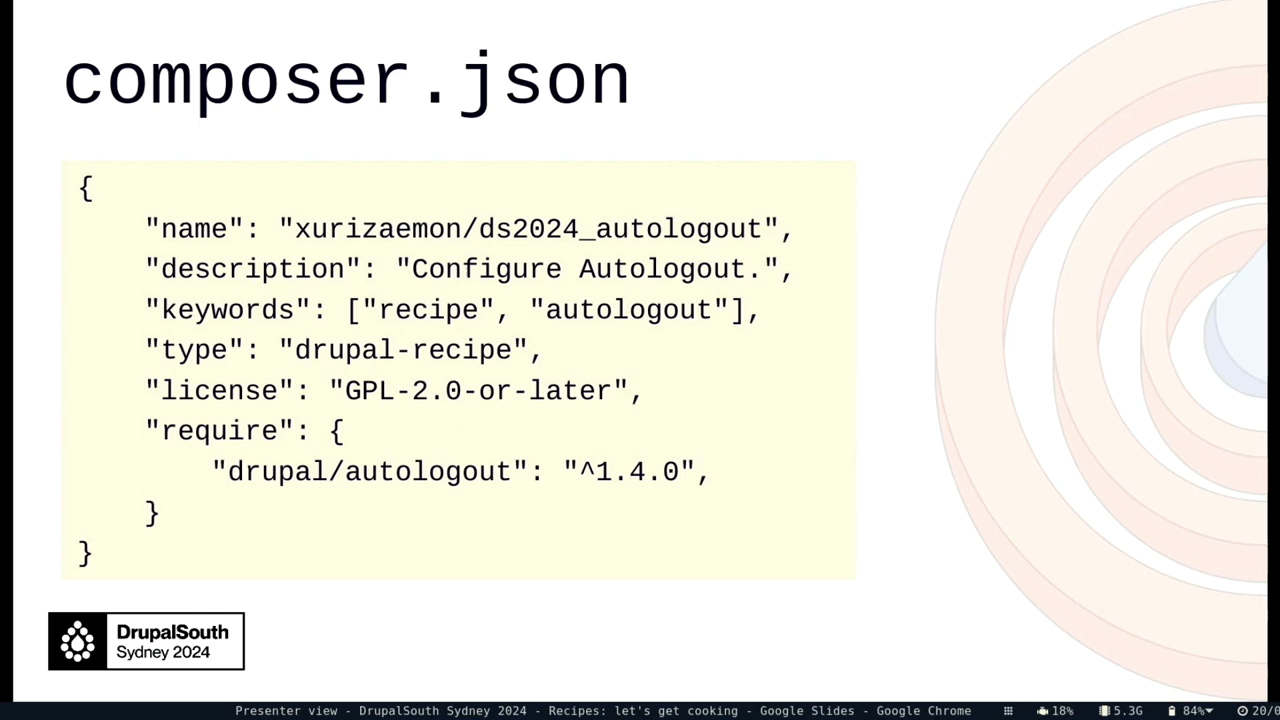 composer.json
{
    "name": "xurizaemon/ds2024_autologout",
    "description": "Configure Autologout.",
    "keywords": ["recipe", "autologout"],
    "type": "drupal-recipe",
    "license": "GPL-2.0-or-later",
    "require": {
        "drupal/autologout": "^1.4.0",
    }
}
DrupalSouth
Sydney 2024
Presenter view - DrupalSouth Sydney 2024 - Recipes: let's get cooking - Google Slides - Google Chrome 18% 5.3G 84% 20/0